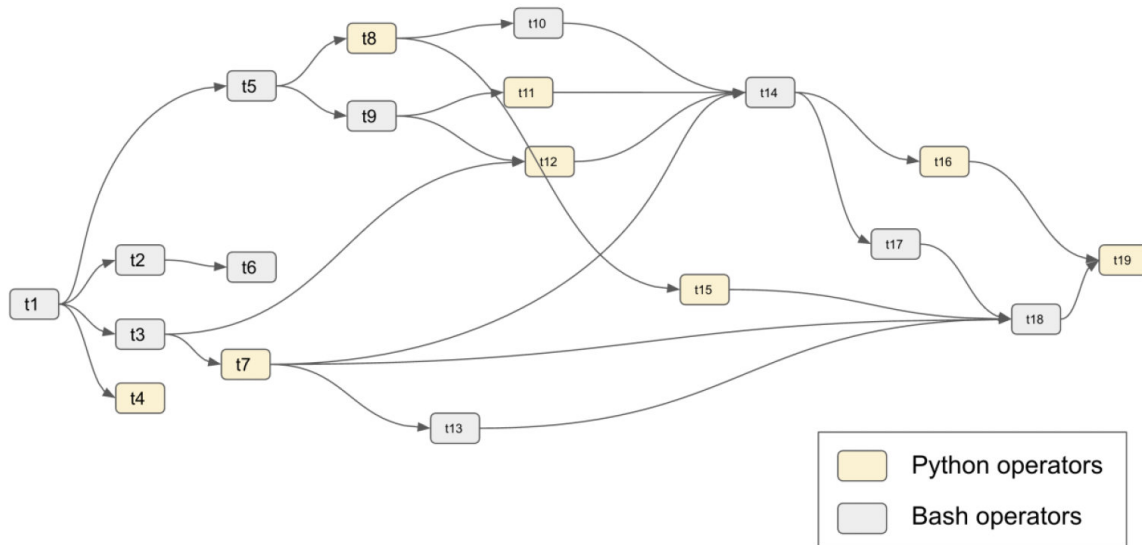 t8
t10
t5
t11
t14
t9
t12
t16
t17
t2
t6
t19
t15
t1
t18
t3
t7
t4
t13
Python operators
Bash operators